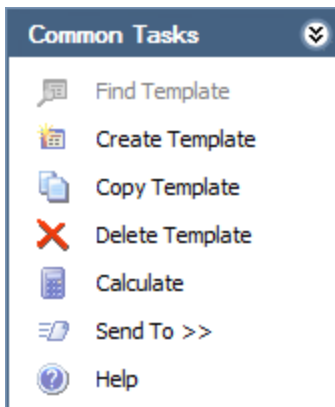 Common Tasks
Find Template
Create Template
Copy Template
Delete Template
Calculate
Send To >>
Help